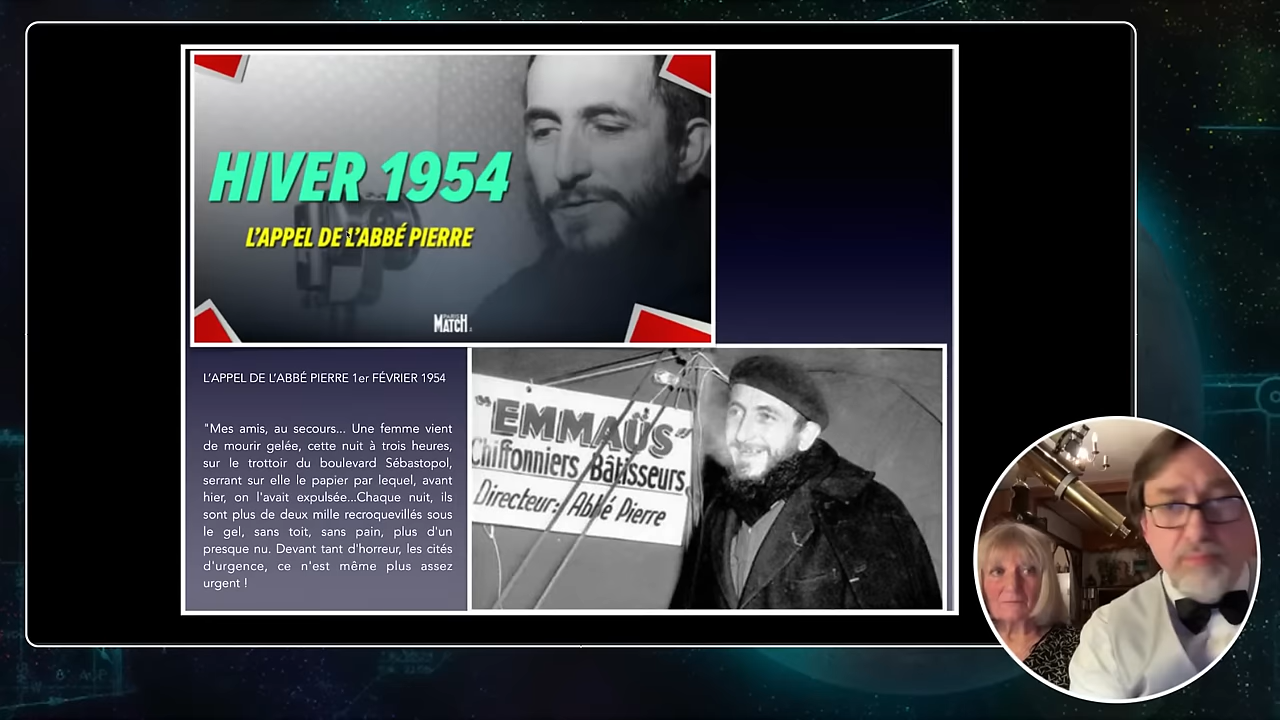 HIVER 1954
L'APPEL DE L'ABBÉ PIERRE
PARIS
MATCH
L'APPEL DE L'ABBÉ PIERRE 1er FÉVRIER 1954
"Mes amis, au secours... Une femme vient
de mourir gelée, cette nuit à trois heures,
sur le trottoir du boulevard Sébastopol,
serrant sur elle le papier par lequel, avant
hier, on l'avait expulsée...Chaque nuit, ils
sont plus de deux mille recroquevillés sous
le gel, sans toit, sans pain, plus d'un
presque nu. Devant tant d'horreur, les cités
d'urgence, ce n'est même plus assez
urgent !
"EMMAÜS"
Chiffonniers Bâtisseurs
Directeur: Abbé Pierre